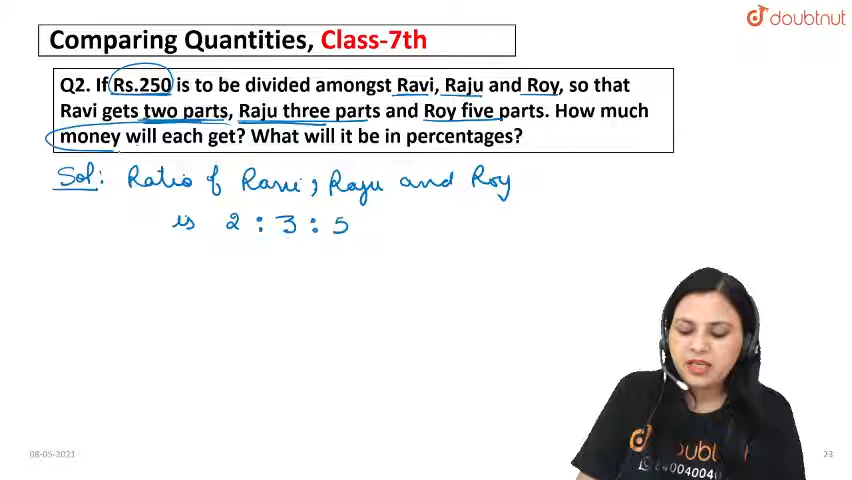 doubtnut
Comparing Quantities, Class-7th
Q2. If Rs.250 is to be divided amongst Ravi, Raju and Roy, so that
Ravi gets two parts, Raju three parts and Roy five parts. How much
money will each get? What will it be in percentages?
Sol: Ratio of Ravi, Raju and Roy
is 2 : 3 : 5
doubtnut
8400400400
08-05-2021
23